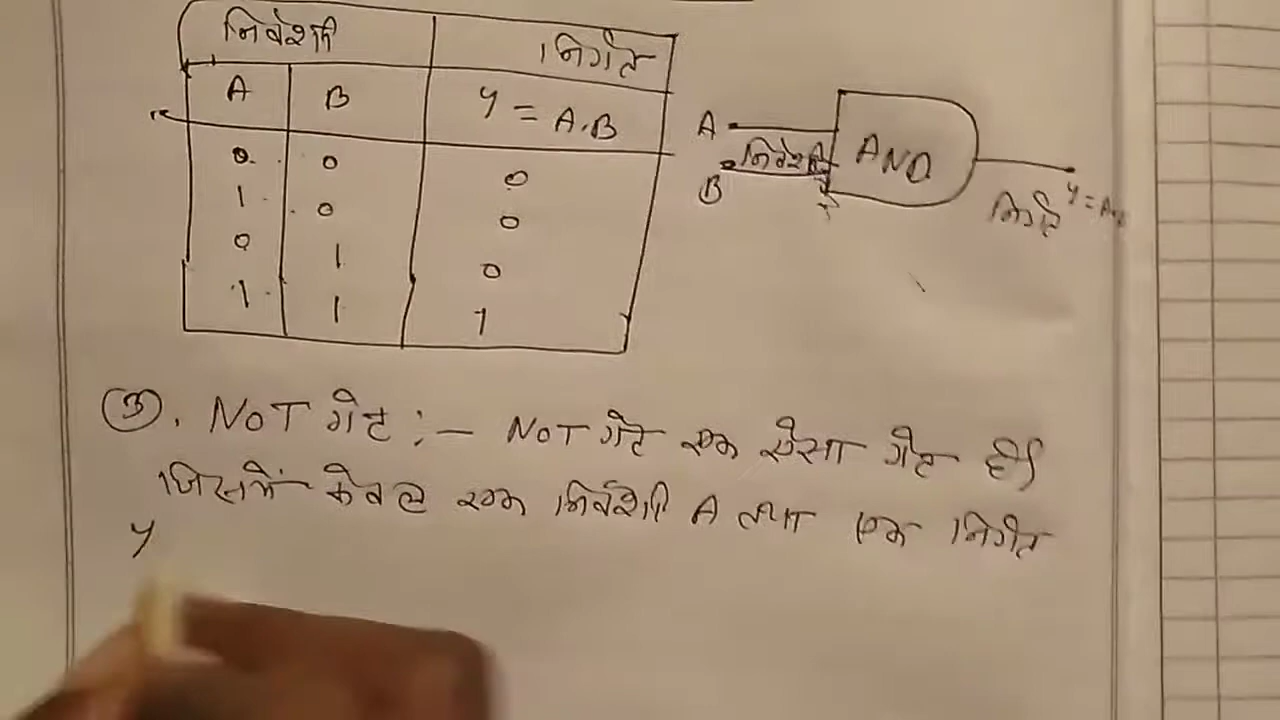 निवेशी निर्गत
A B y = A.B
0 0 0
1 0 0
0 1 0
1 1 1
A
निवेशी
B
AND
y = A.B
निर्गत
③. NOT गेट :- NOT गेट एक ऐसा गेट है
जिसमें केवल एक निवेशी A तथा एक निर्गत
y